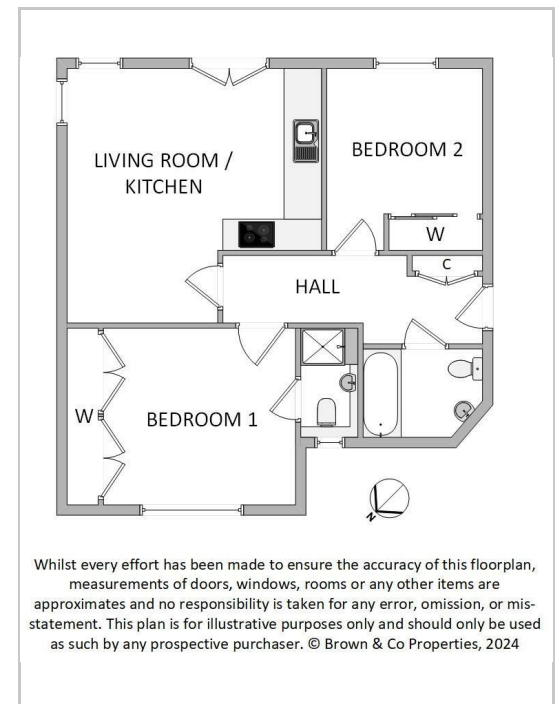 LIVING ROOM /
KITCHEN
BEDROOM 2
W
C
HALL
W
BEDROOM 1
N
Whilst every effort has been made to ensure the accuracy of this floorplan,
measurements of doors, windows, rooms or any other items are
approximates and no responsibility is taken for any error, omission, or mis-
statement. This plan is for illustrative purposes only and should only be used
as such by any prospective purchaser. © Brown & Co Properties, 2024